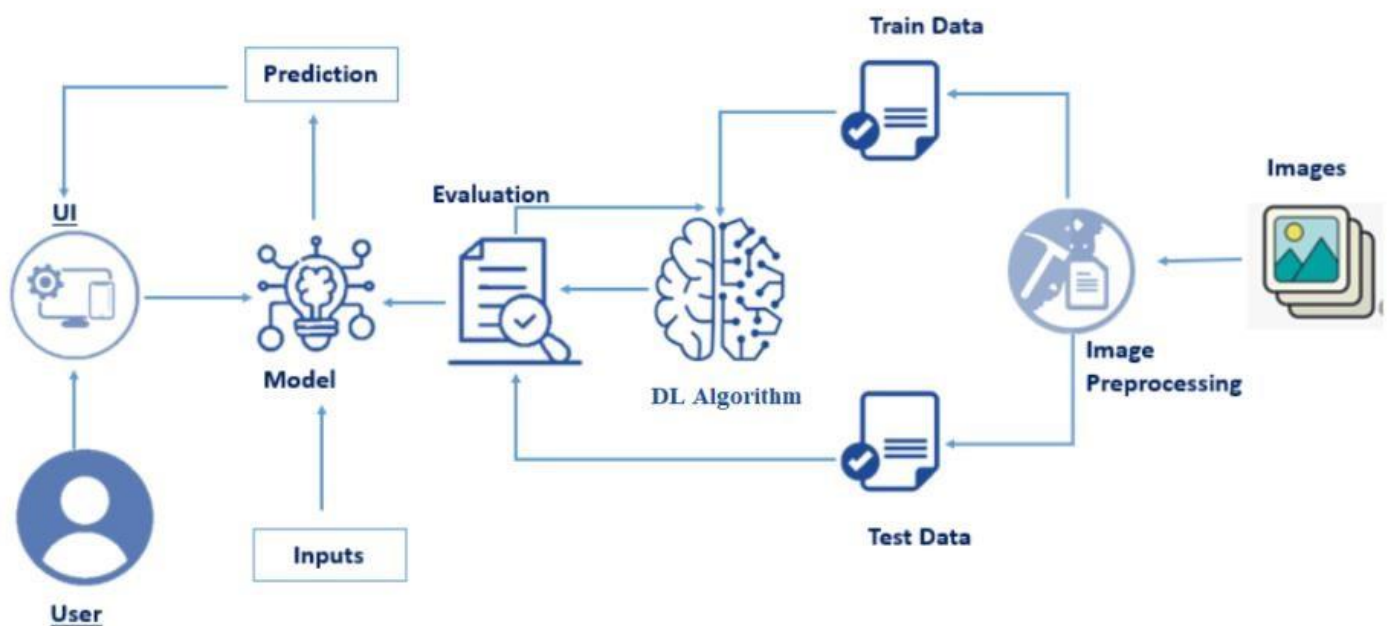 Train Data
Prediction
Images
Evaluation
UI
Image
Preprocessing
Model
DL Algorithm
Test Data
Inputs
User